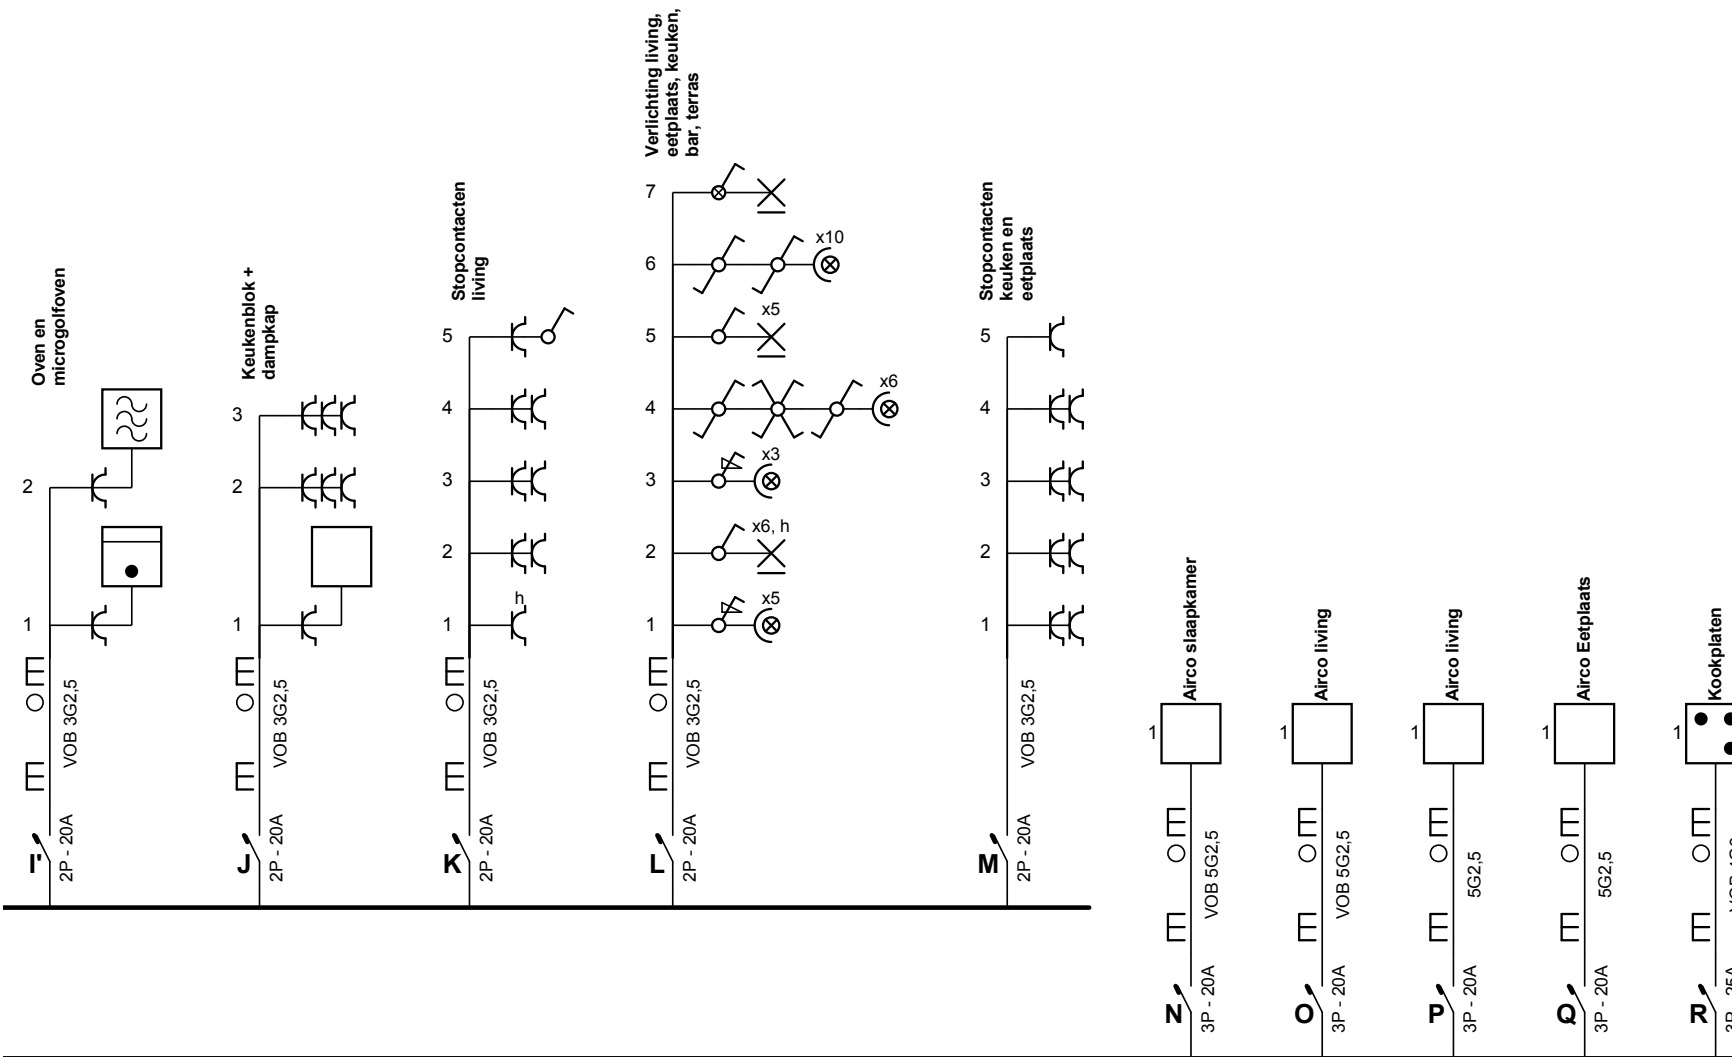 Oven en
microgolfoven
2
1
VOB 3G2,5
2P - 20A
I'
Keukenblok +
dampkap
3
2
1
VOB 3G2,5
2P - 20A
J
Stopcontacten
living
5
4
3
2
h
1
VOB 3G2,5
2P - 20A
K
Verlichting living,
eetplaats, keuken,
bar, terras
7
x10
6
x5
5
x6
4
x3
3
x6, h
2
x5
1
VOB 3G2,5
2P - 20A
L
Stopcontacten
keuken en
eetplaats
5
4
3
2
1
VOB 3G2,5
2P - 20A
M
Airco slaapkamer
1
VOB 5G2,5
3P - 20A
N
Airco living
1
VOB 5G2,5
3P - 20A
O
Airco living
1
5G2,5
3P - 20A
P
Airco Eetplaats
1
5G2,5
3P - 20A
Q
Kookplaten
1
3P - 25A
R